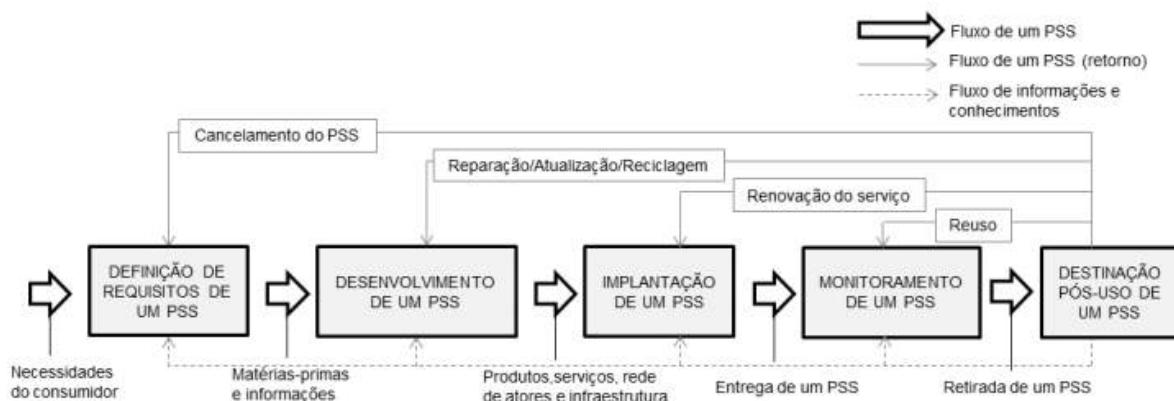 Fluxo de um PSS
Fluxo de um PSS (retorno)
Fluxo de informações e
conhecimentos
Cancelamento do PSS
Reparação/Atualização/Reciclagem
Renovação do serviço
Reuso
DEFINIÇÃO DE
REQUISITOS DE
UM PSS
DESENVOLVIMENTO
DE UM PSS
IMPLANTAÇÃO
DE UM PSS
MONITORAMENTO
DE UM PSS
DESTINAÇÃO
PÓS-USO DE
UM PSS
Necessidades
do consumidor
Matérias-primas
e informações
Produtos,serviços, rede
de atores e infraestrutura
Entrega de um PSS
Retirada de um PSS